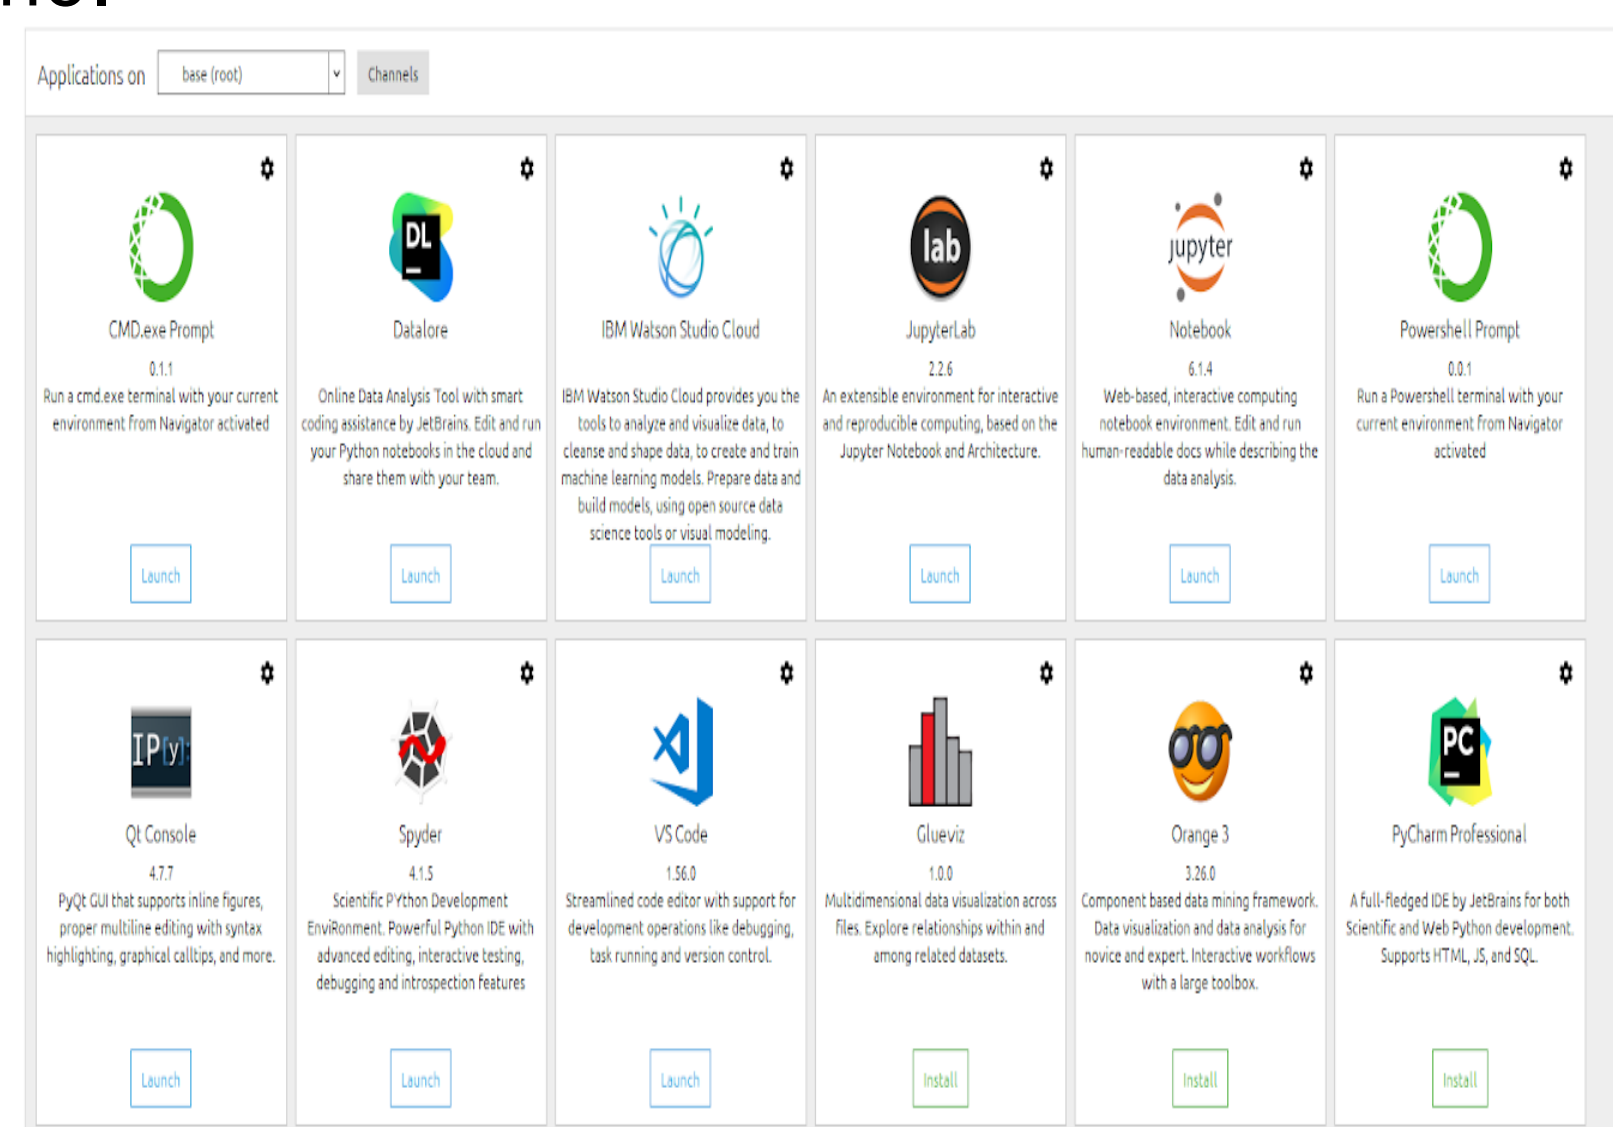 Applications on base (root) Channels
CMD.exe Prompt
0.1.1
Run a cmd.exe terminal with your current
environment from Navigator activated
Launch
DL
Datalore
Online Data Analysis Tool with smart
coding assistance by JetBrains. Edit and run
your Python notebooks in the cloud and
share them with your team.
Launch
IBM Watson Studio Cloud
IBM Watson Studio Cloud provides you the
tools to analyze and visualize data, to
cleanse and shape data, to create and train
machine learning models. Prepare data and
build models, using open source data
science tools or visual modeling.
Launch
lab
JupyterLab
2.2.6
An extensible environment for interactive
and reproducible computing, based on the
Jupyter Notebook and Architecture.
Launch
jupyter
Notebook
6.1.4
Web-based, interactive computing
notebook environment. Edit and run
human-readable docs while describing the
data analysis.
Launch
Powershell Prompt
0.0.1
Run a Powershell terminal with your
current environment from Navigator
activated
Launch
IP[y]:
Qt Console
4.7.7
PyQt GUI that supports inline figures,
proper multiline editing with syntax
highlighting, graphical calltips, and more.
Launch
Spyder
4.1.5
Scientific PYthon Development
EnviRonment. Powerful Python IDE with
advanced editing, interactive testing,
debugging and introspection features
Launch
VS Code
1.56.0
Streamlined code editor with support for
development operations like debugging,
task running and version control.
Launch
Glueviz
1.0.0
Multidimensional data visualization across
files. Explore relationships within and
among related datasets.
Install
Orange 3
3.26.0
Component based data mining framework.
Data visualization and data analysis for
novice and expert. Interactive workflows
with a large toolbox.
Install
PC
PyCharm Professional
A full-fledged IDE by JetBrains for both
Scientific and Web Python development.
Supports HTML, JS, and SQL.
Install